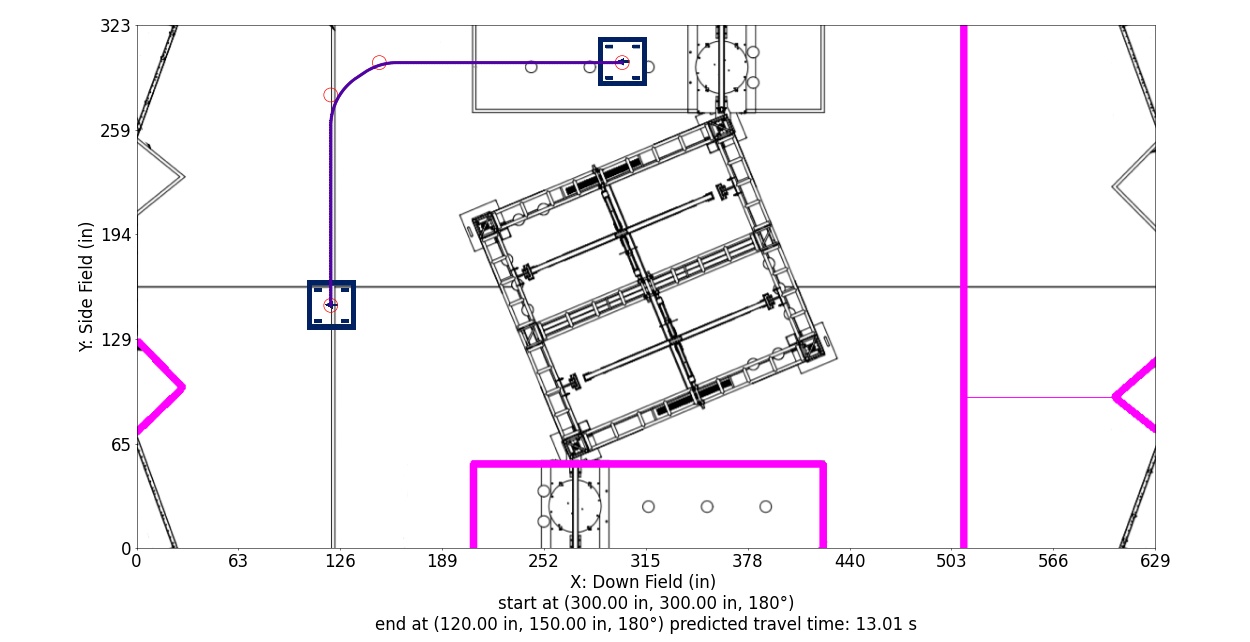 323
259
194
129
65
0
Y: Side Field (in)
0 63 126 189 252 315 378 440 503 566 629
X: Down Field (in)
start at (300.00 in, 300.00 in, 180°)
end at (120.00 in, 150.00 in, 180°) predicted travel time: 13.01 s